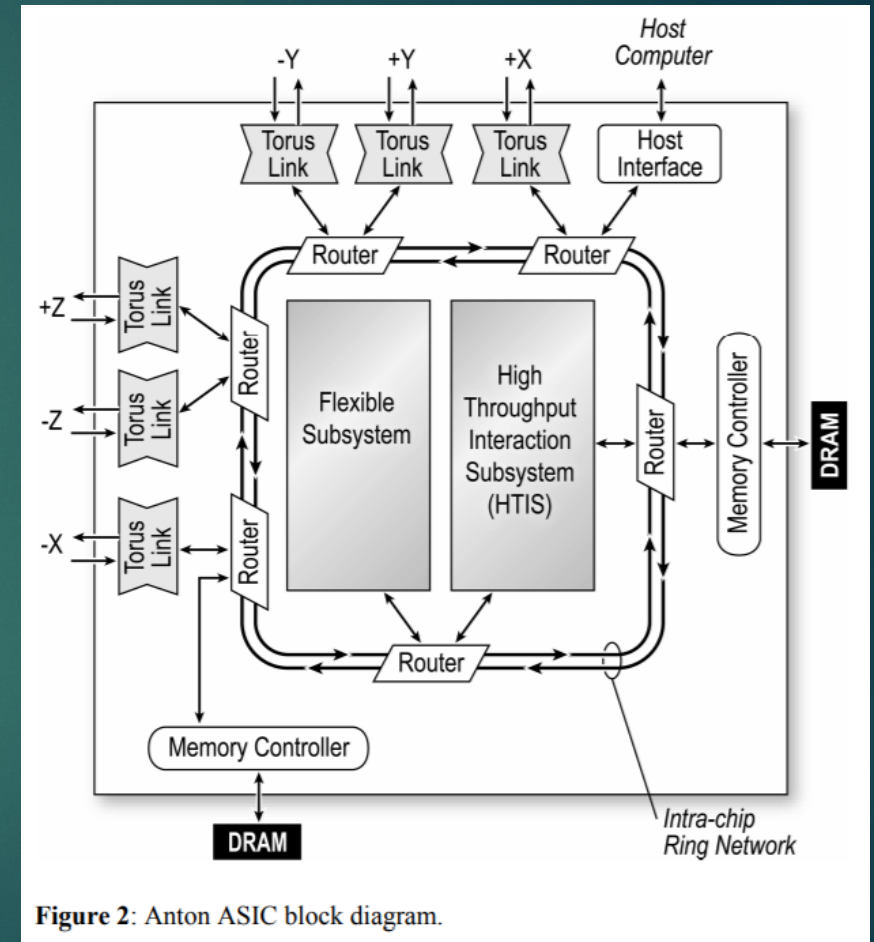 Host
Computer
-Y
+Y
+X
Torus
Link
Torus
Link
Torus
Link
Host
Interface
Router
Router
+Z
Torus
Link
Router
-Z
Torus
Link
Flexible
Subsystem
High
Throughput
Interaction
Subsystem
(HTIS)
Router
Memory Controller
DRAM
-X
Torus
Link
Router
Router
Memory Controller
DRAM
Intra-chip
Ring Network
Figure 2: Anton ASIC block diagram.